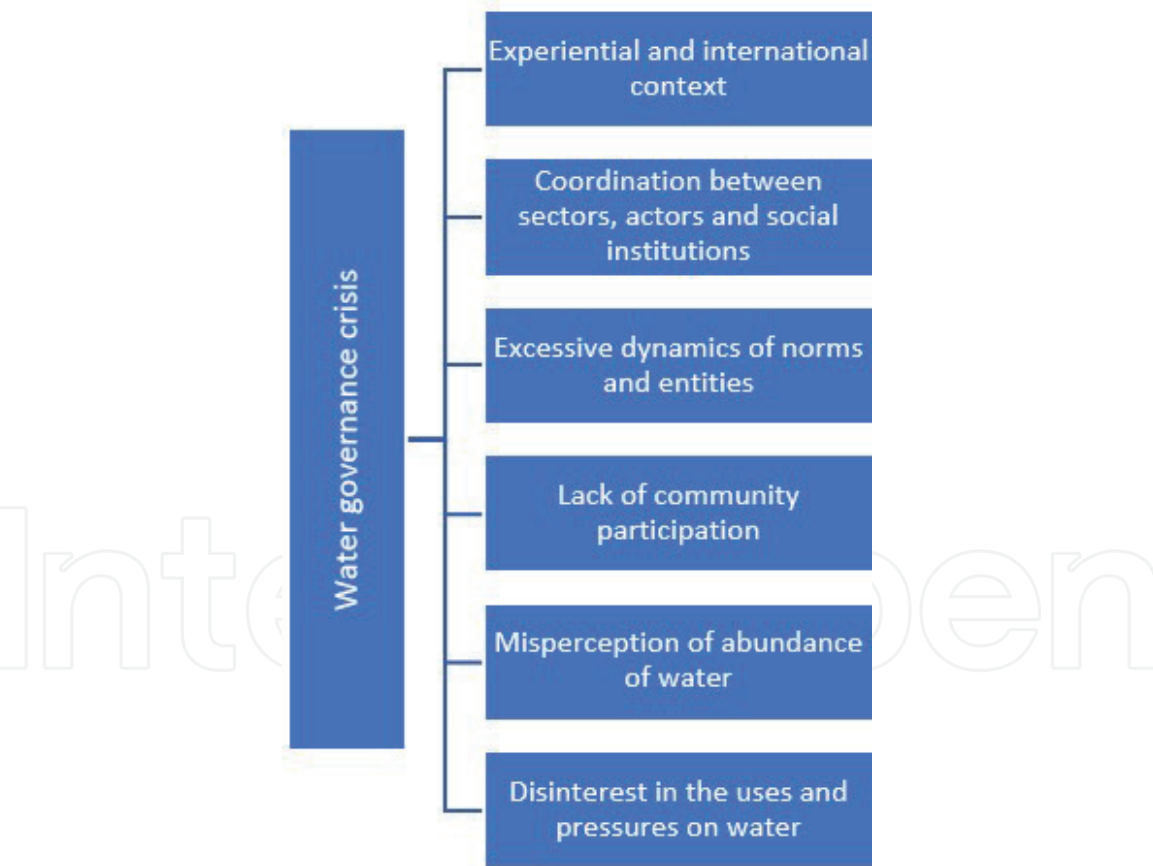 Water governance crisis
Experiential and international
context
Coordination between
sectors, actors and social
institutions
Excessive dynamics of norms
and entities
Lack of community
participation
Misperception of abundance
of water
Disinterest in the uses and
pressures on water